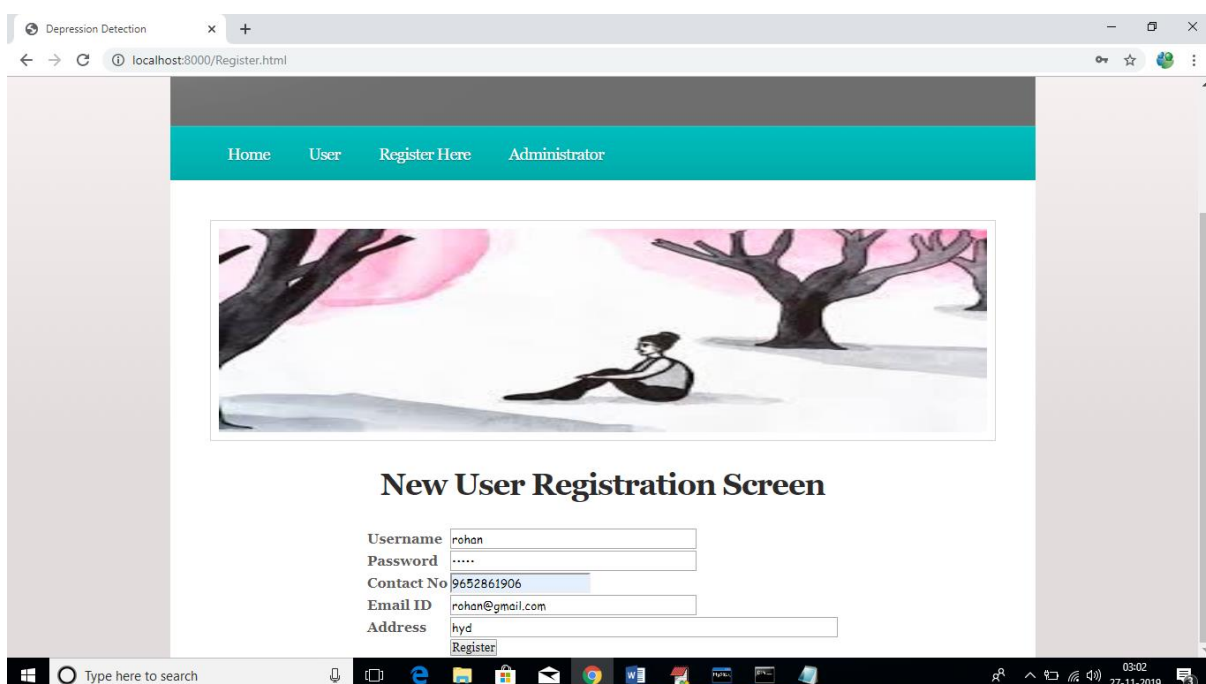 Depression Detection
localhost:8000/Register.html
Home User Register Here Administrator
New User Registration Screen
Username rohan
Password •••••
Contact No 9652861906
Email ID rohan@gmail.com
Address hyd
Register
Type here to search
03:02
27-11-2019